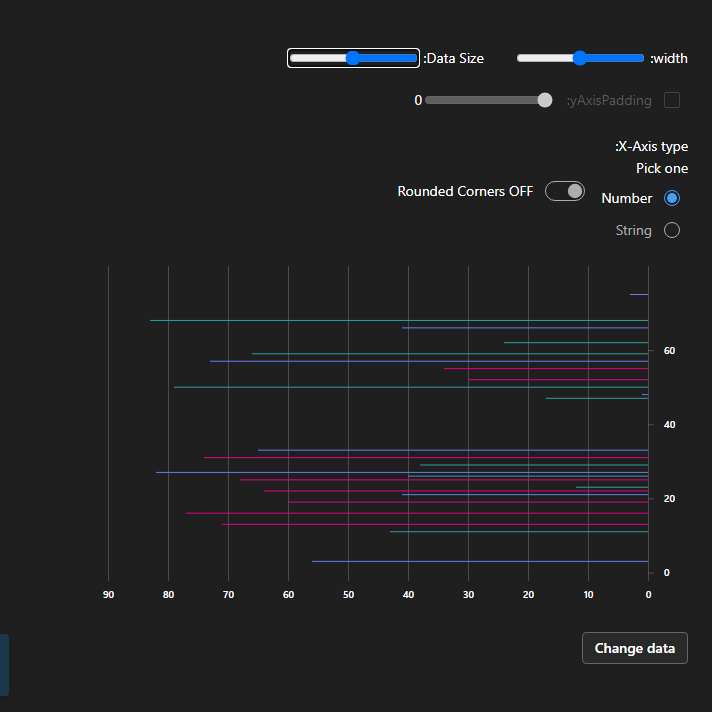 :width
:Data Size
:yAxisPadding
0
:X-Axis type
Pick one
Number
Rounded Corners OFF
String
60
40
20
0
90 80 70 60 50 40 30 20 10 0
Change data